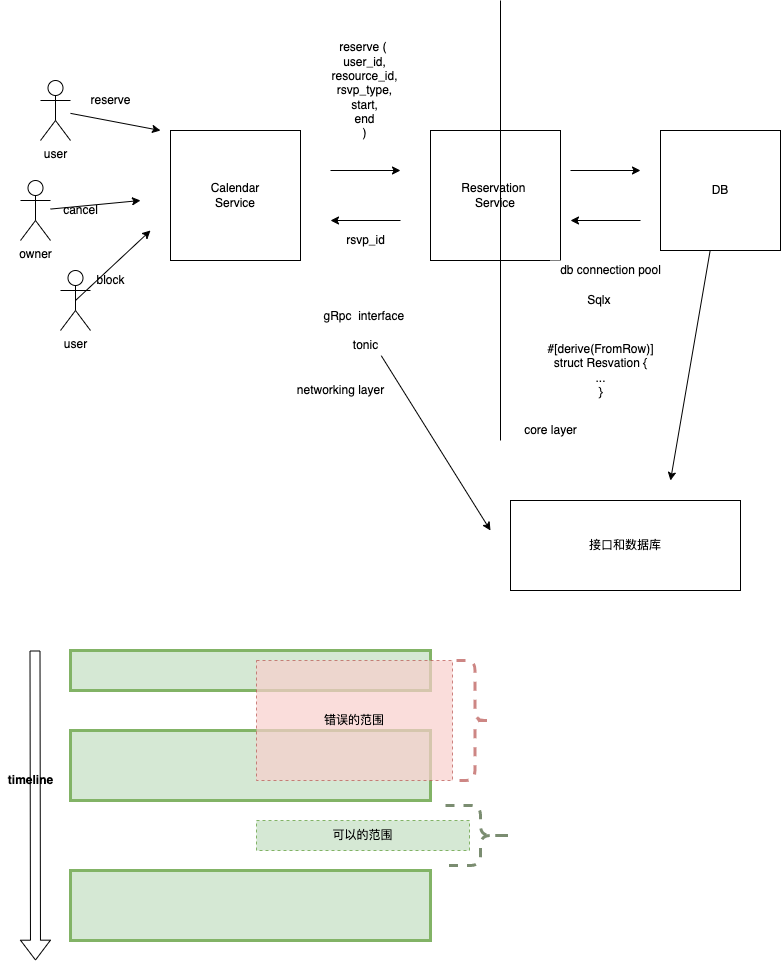 reserve
user
cancel
owner
block
user
Calendar
Service
reserve (
user_id,
resource_id,
rsvp_type,
start,
end
)
rsvp_id
Reservation
Service
DB
db connection pool
Sqlx
#[derive(FromRow)]
struct Resvation {
...
}
core layer
gRpc interface
tonic
networking layer
接口和数据库
timeline
错误的范围
可以的范围